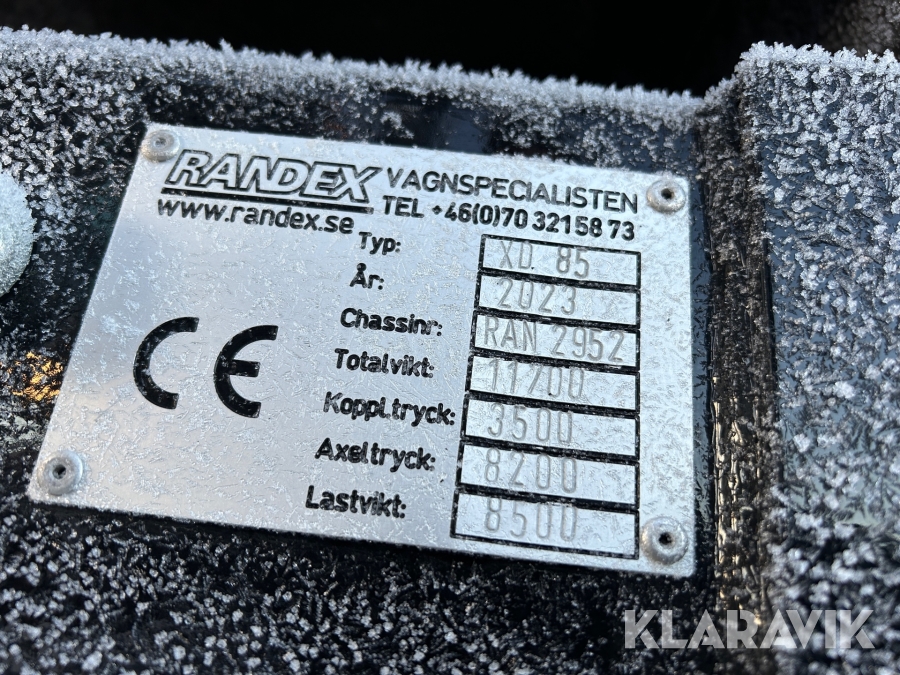 RANDEX VAGNSPECIALISTEN
www.randex.se TEL +46(0)70 321 58 73
Typ: XD. 85
År: 2023
Chassinr: RAN 2952
Totalvikt: 11200
Koppl.tryck: 3500
Axeltryck: 8200
Lastvikt: 8500
CE
KLARAVIK